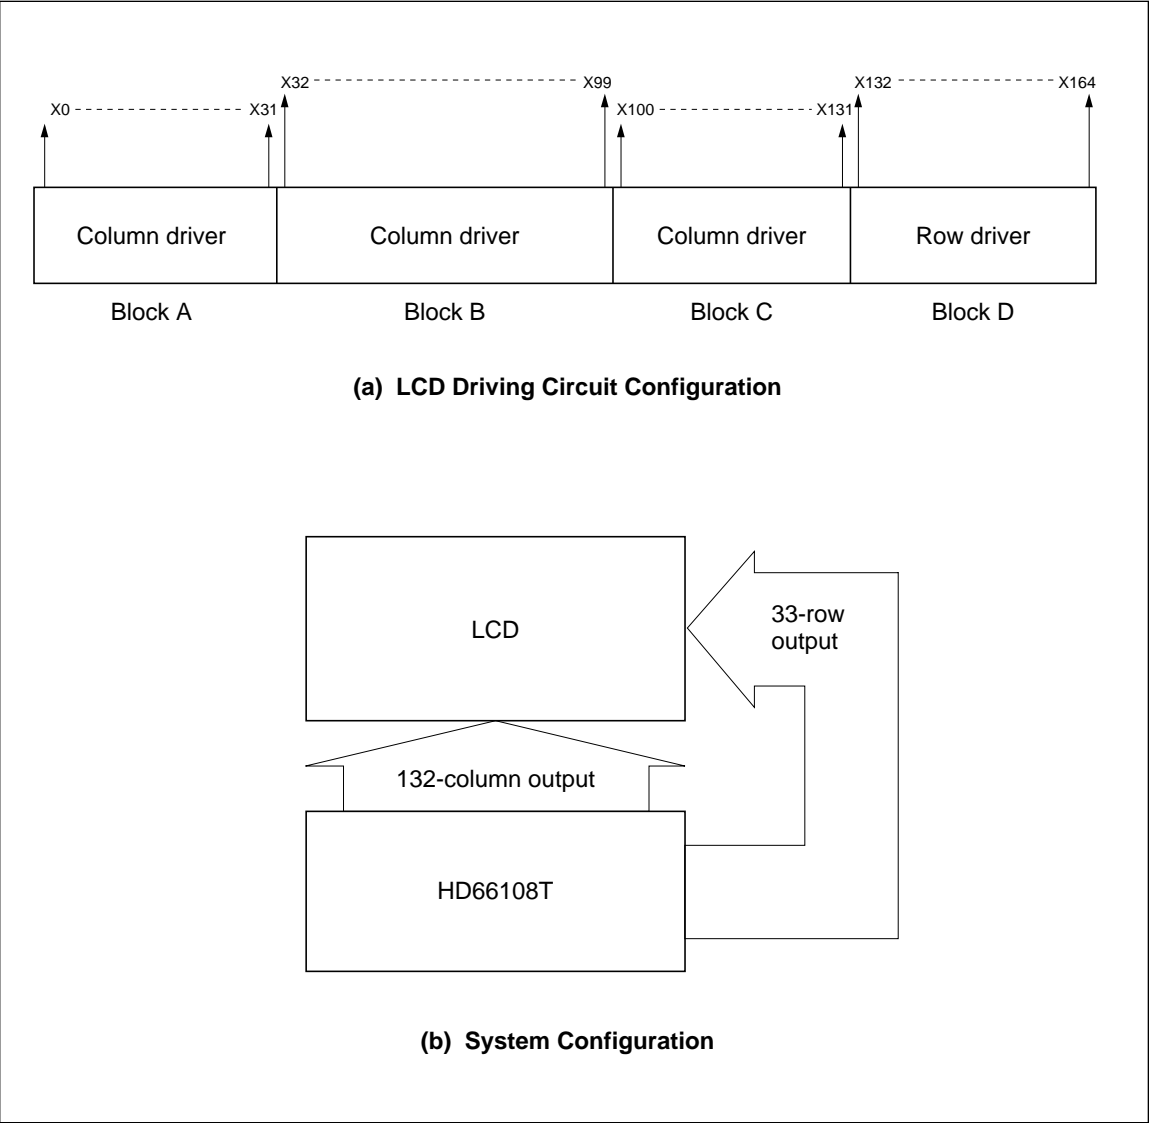 X32 X99 X132 X164
X0 X31 X100 X131
Column driver Column driver Column driver Row driver
Block A Block B Block C Block D
(a) LCD Driving Circuit Configuration
LCD
33-row
output
132-column output
HD66108T
(b) System Configuration